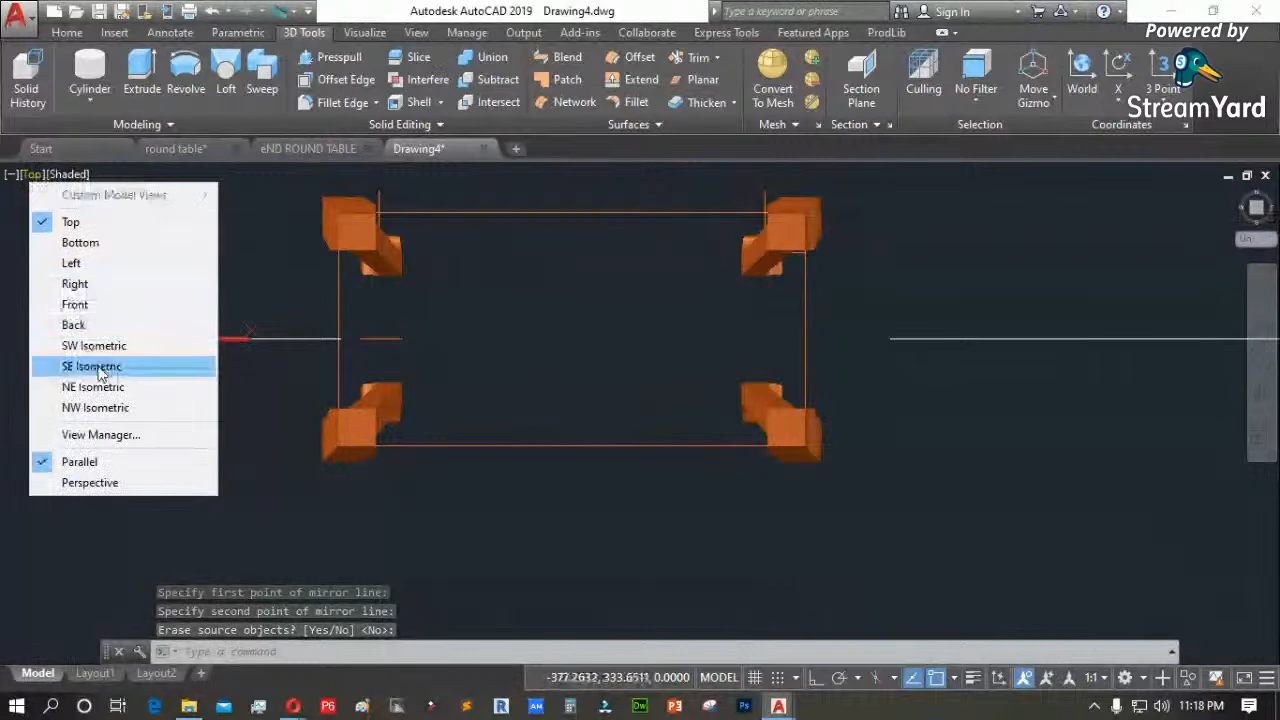 Autodesk AutoCAD 2019 Drawing4.dwg
Type a keyword or phrase
Sign In
Powered by
StreamYard
Home Insert Annotate Parametric 3D Tools Visualize View Manage Output Add-ins Collaborate Express Tools Featured Apps ProdLib
Solid History
Cylinder
Extrude
Revolve
Loft
Sweep
Presspull
Offset Edge
Fillet Edge
Slice
Interfere
Shell
Union
Subtract
Intersect
Blend
Patch
Network
Offset
Extend
Fillet
Trim
Planar
Thicken
Convert To Mesh
Section Plane
Culling
No Filter
Move Gizmo
World
X
3 Point
Modeling
Solid Editing
Surfaces
Mesh
Section
Selection
Coordinates
Start round table* eND ROUND TABLE Drawing4*
[−][Top][Shaded]
Custom Model Views
Top
Bottom
Left
Right
Front
Back
SW Isometric
SE Isometric
NE Isometric
NW Isometric
View Manager...
Parallel
Perspective
Un
Specify first point of mirror line:
Specify second point of mirror line:
Erase source objects? [Yes/No] <No>:
Type a command
Model Layout1 Layout2
MODEL
1:1
11:18 PM